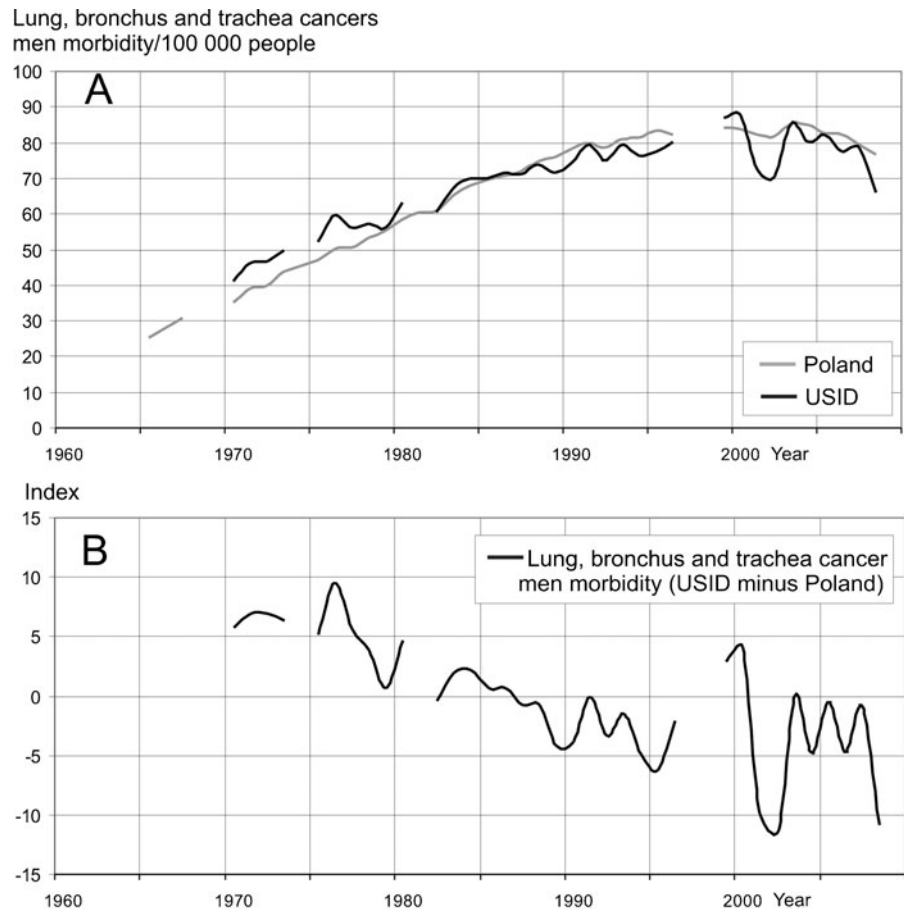 Lung, bronchus and trachea cancers
men morbidity/100 000 people
A
100
90
80
70
60
50
40
30
20
10
0
Poland
USID
1960 1970 1980 1990 2000 Year
Index
B
15
10
5
0
-5
-10
-15
Lung, bronchus and trachea cancer
men morbidity (USID minus Poland)
1960 1970 1980 1990 2000 Year